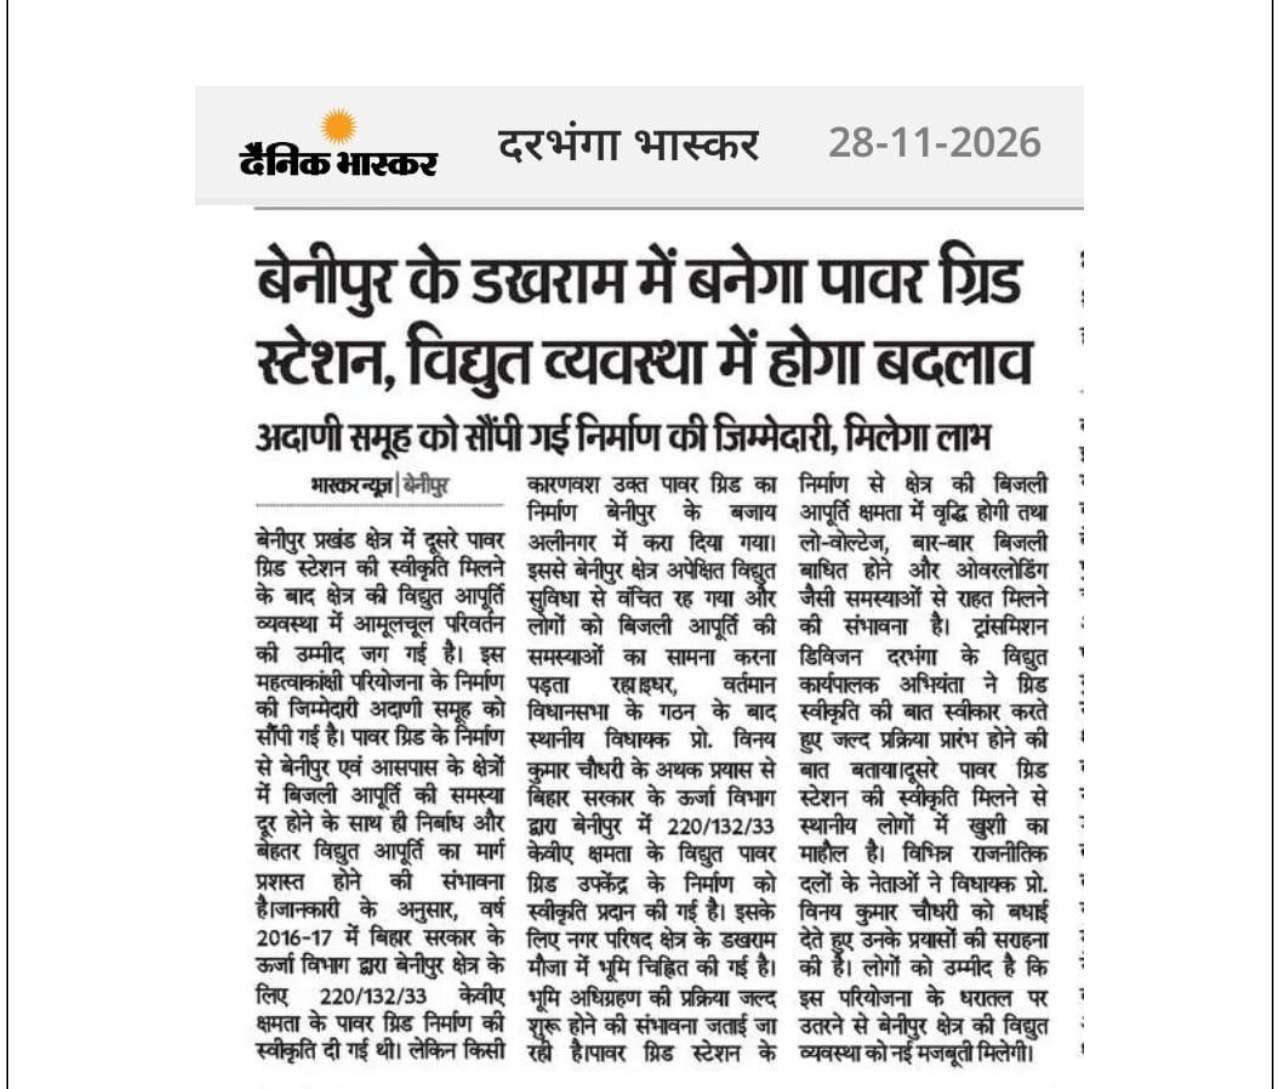 दैनिक भास्कर
दरभंगा भास्कर
28-11-2026
बेनीपुर के डखराम में बनेगा पावर ग्रिड
स्टेशन, विद्युत व्यवस्था में होगा बदलाव
अदाणी समूह को सौंपी गई निर्माण की जिम्मेदारी, मिलेगा लाभ
भास्कर न्यूज़|बेनीपुर
बेनीपुर प्रखंड क्षेत्र में दूसरे पावर
ग्रिड स्टेशन की स्वीकृति मिलने
के बाद क्षेत्र की विद्युत आपूर्ति
व्यवस्था में आमूलचूल परिवर्तन
की उम्मीद जग गई है। इस
महत्वाकांक्षी परियोजना के निर्माण
की जिम्मेदारी अदाणी समूह को
सौंपी गई है। पावर ग्रिड के निर्माण
से बेनीपुर एवं आसपास के क्षेत्रों
में बिजली आपूर्ति की समस्या
दूर होने के साथ ही निर्बाध और
बेहतर विद्युत आपूर्ति का मार्ग
प्रशस्त होने की संभावना
है।जानकारी के अनुसार, वर्ष
2016-17 में बिहार सरकार के
ऊर्जा विभाग द्वारा बेनीपुर क्षेत्र के
लिए 220/132/33 केवीए
क्षमता के पावर ग्रिड निर्माण की
स्वीकृति दी गई थी। लेकिन किसी
कारणवश उक्त पावर ग्रिड का
निर्माण बेनीपुर के बजाय
अलीनगर में करा दिया गया।
इससे बेनीपुर क्षेत्र अपेक्षित विद्युत
सुविधा से वंचित रह गया और
लोगों को बिजली आपूर्ति की
समस्याओं का सामना करना
पड़ता रहा।इधर, वर्तमान
विधानसभा के गठन के बाद
स्थानीय विधायक प्रो. विनय
कुमार चौधरी के अथक प्रयास से
बिहार सरकार के ऊर्जा विभाग
द्वारा बेनीपुर में 220/132/33
केवीए क्षमता के विद्युत पावर
ग्रिड उपकेंद्र के निर्माण को
स्वीकृति प्रदान की गई है। इसके
लिए नगर परिषद क्षेत्र के डखराम
मौजा में भूमि चिह्नित की गई है।
भूमि अधिग्रहण की प्रक्रिया जल्द
शुरू होने की संभावना जताई जा
रही है।पावर ग्रिड स्टेशन के
निर्माण से क्षेत्र की बिजली
आपूर्ति क्षमता में वृद्धि होगी तथा
लो-वोल्टेज, बार-बार बिजली
बाधित होने और ओवरलोडिंग
जैसी समस्याओं से राहत मिलने
की संभावना है। ट्रांसमिशन
डिविजन दरभंगा के विद्युत
कार्यपालक अभियंता ने ग्रिड
स्वीकृति की बात स्वीकार करते
हुए जल्द प्रक्रिया प्रारंभ होने की
बात बताया।दूसरे पावर ग्रिड
स्टेशन की स्वीकृति मिलने से
स्थानीय लोगों में खुशी का
माहौल है। विभिन्न राजनीतिक
दलों के नेताओं ने विधायक प्रो.
विनय कुमार चौधरी को बधाई
देते हुए उनके प्रयासों की सराहना
की है। लोगों को उम्मीद है कि
इस परियोजना के धरातल पर
उतरने से बेनीपुर क्षेत्र की विद्युत
व्यवस्था को नई मजबूती मिलेगी।